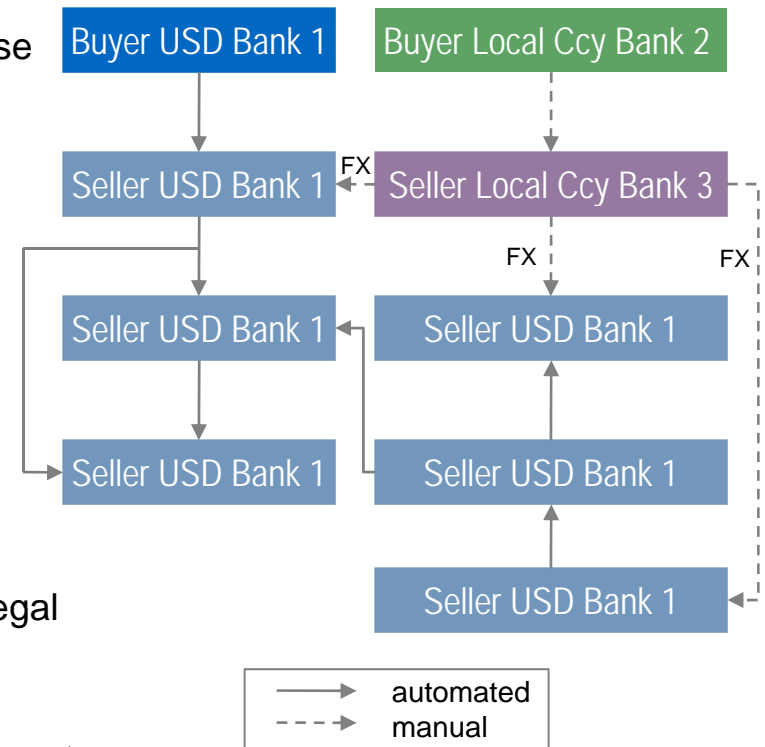 se
Buyer USD Bank 1
Buyer Local Ccy Bank 2
Seller USD Bank 1
FX
Seller Local Ccy Bank 3
FX
FX
Seller USD Bank 1
Seller USD Bank 1
Seller USD Bank 1
Seller USD Bank 1
Seller USD Bank 1
egal
automated
manual